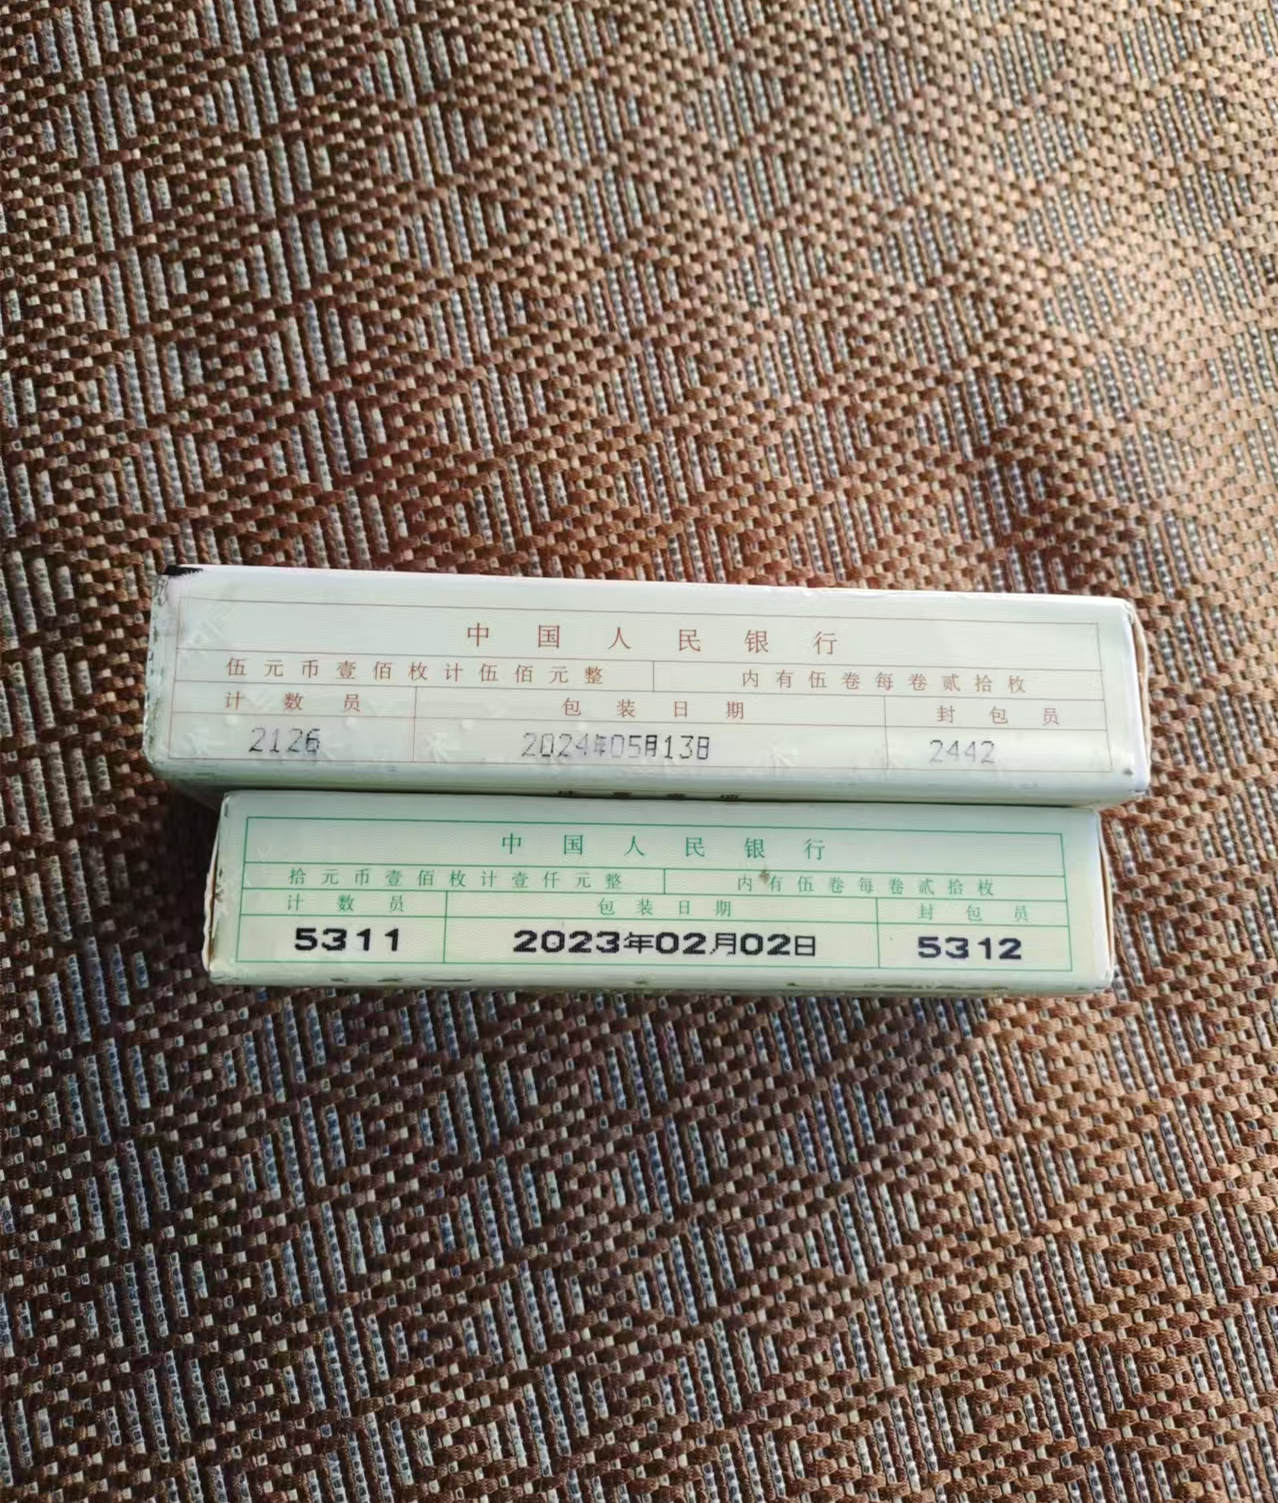 中国人民银行
伍元币壹佰枚计伍佰元整 内有伍卷每卷贰拾枚
计数员 包装日期 封包员
2126 2024年05月13日 2442
中国人民银行
拾元币壹佰枚计壹仟元整 内有伍卷每卷贰拾枚
计数员 包装日期 封包员
5311 2023年02月02日 5312